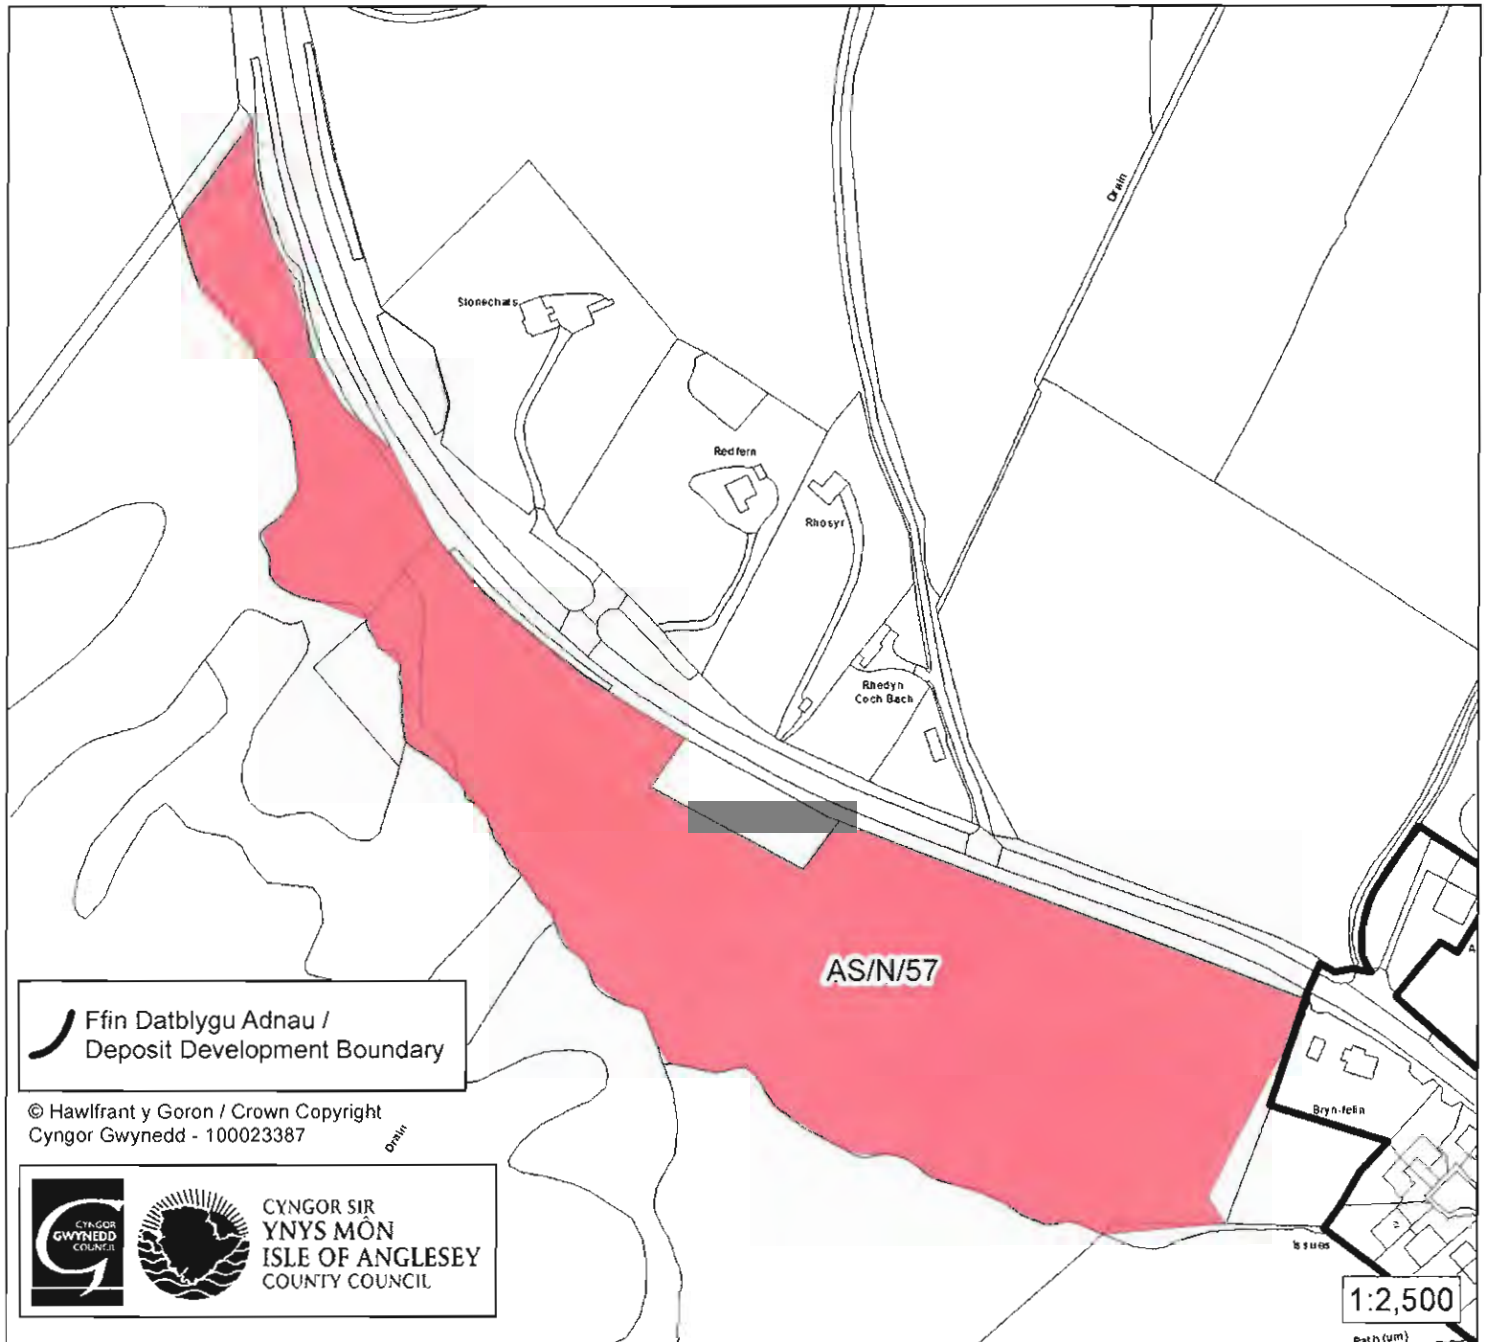 Drain
Stonechats
Redfern
Rhosyr
Rhedyn
Coch Bach
AS/N/57
Ffin Datblygu Adnau /
Deposit Development Boundary
© Hawlfraint y Goron / Crown Copyright
Cyngor Gwynedd - 100023387
Drain
Bryn-felin
Issues
CYNGOR
GWYNEDD
COUNCIL
CYNGOR SIR
YNYS MÔN
ISLE OF ANGLESEY
COUNTY COUNCIL
1:2,500
Path (um)